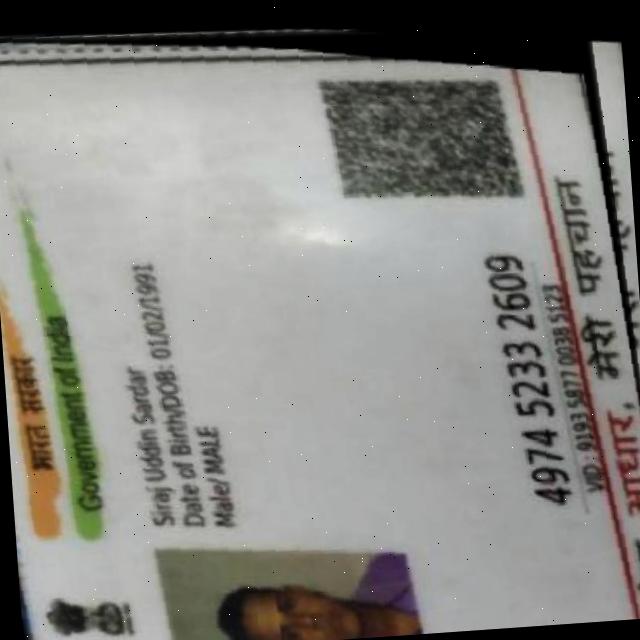 भारत सरकार
Government of India
Siraj Uddin Sardar
Date of Birth/DOB: 01/02/1991
Male/ MALE
4974 5233 2609
VID: 9193 5977 0038 5123
आधार, मेरी पहचान